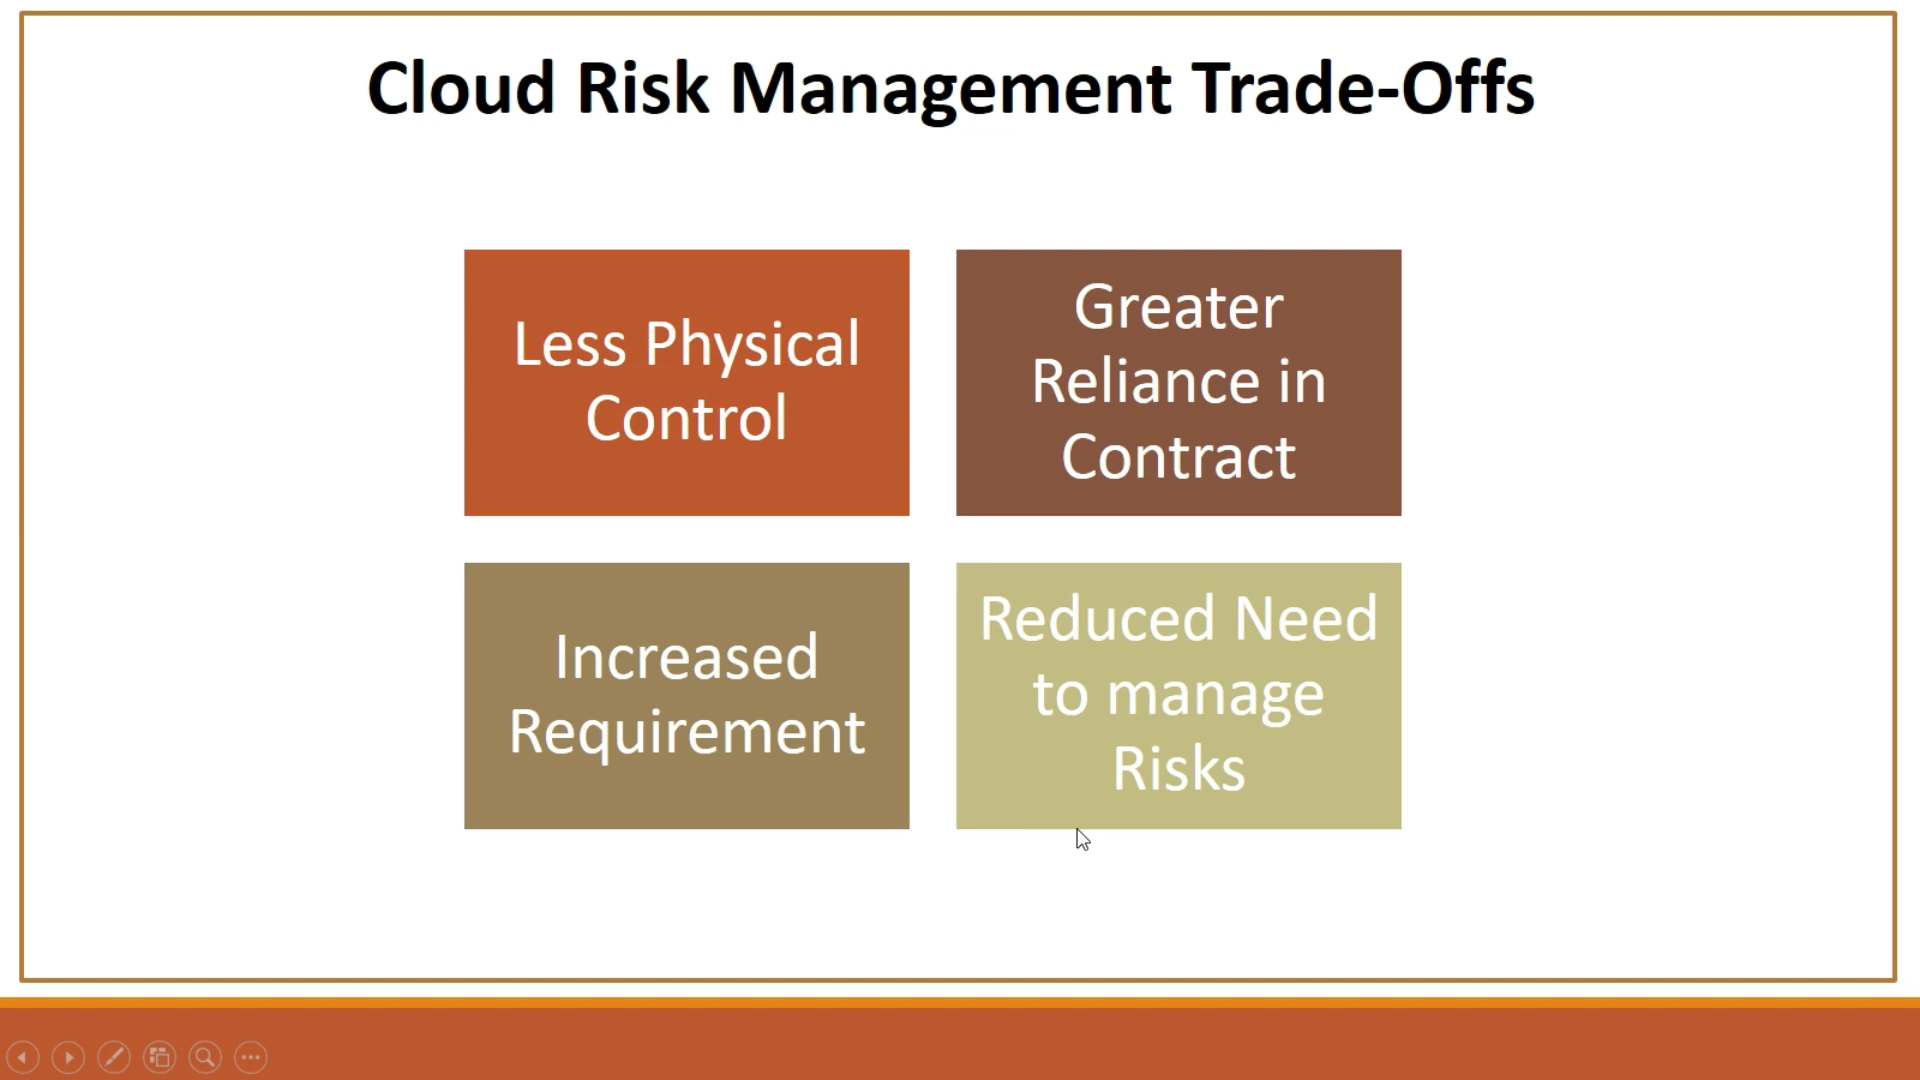 Cloud Risk Management Trade-Offs
Less Physical
Control
Greater
Reliance in
Contract
Increased
Requirement
Reduced Need
to manage
Risks